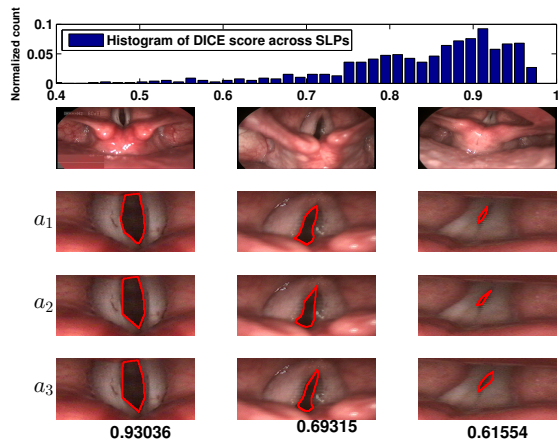 Normalized count
0.1
0.05
0
Histogram of DICE score across SLPs
0.4 0.5 0.6 0.7 0.8 0.9 1
a₁
a₂
a₃
0.93036 0.69315 0.61554